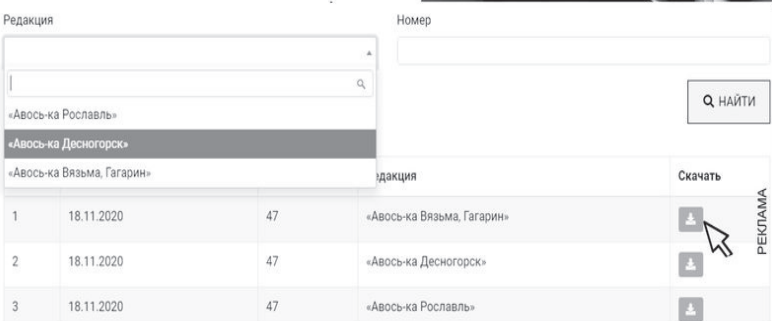 Редакция Номер
«Авось-ка Рославль»
НАЙТИ
«Авось-ка Десногорск»
«Авось-ка Вязьма, Гагарин»
едакция Скачать
1 18.11.2020 47 «Авось-ка Вязьма, Гагарин»
РЕКЛАМА
2 18.11.2020 47 «Авось-ка Десногорск»
3 18.11.2020 47 «Авось-ка Рославль»